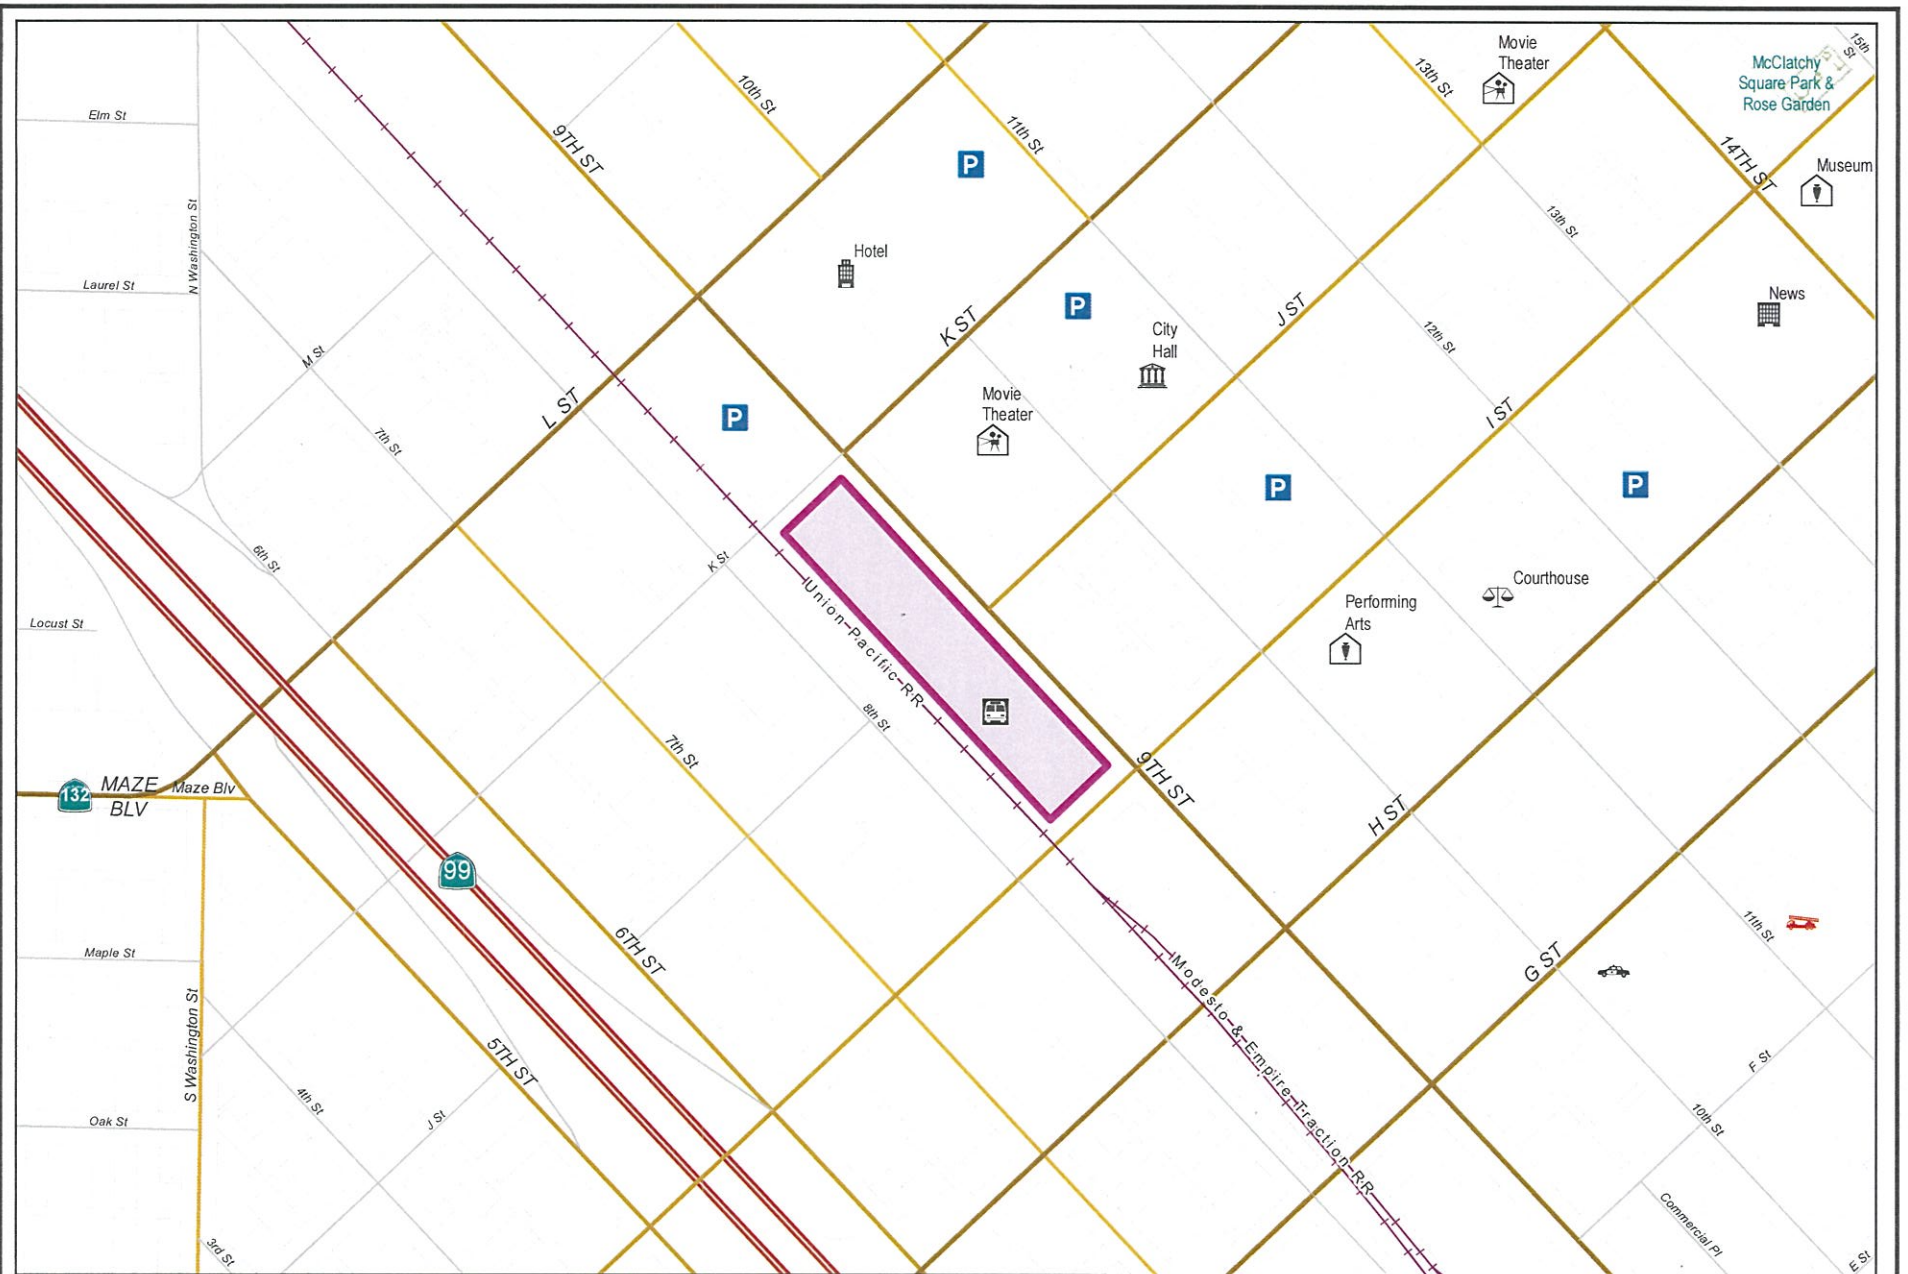 Movie
Theater
McClatchy
Square Park &
Rose Garden
15th
St
13th St
10th St
11th St
Elm St
9TH ST
14TH ST
Museum
P
N Washington St
13th St
Hotel
Laurel St
P
News
K ST
J ST
City
Hall
12th St
M St
Movie
Theater
L ST
P
7th St
I ST
P
P
6th St
K St
Union Pacific RR
Courthouse
Performing
Arts
Locust St
8th St
7th St
9TH ST
132
MAZE
BLV
Maze Blv
H ST
99
6TH ST
11th St
G ST
Maple St
Modesto & Empire Traction RR
S Washington St
5TH ST
F St
4th St
J St
Oak St
10th St
Commercial Pl
3rd St
E St